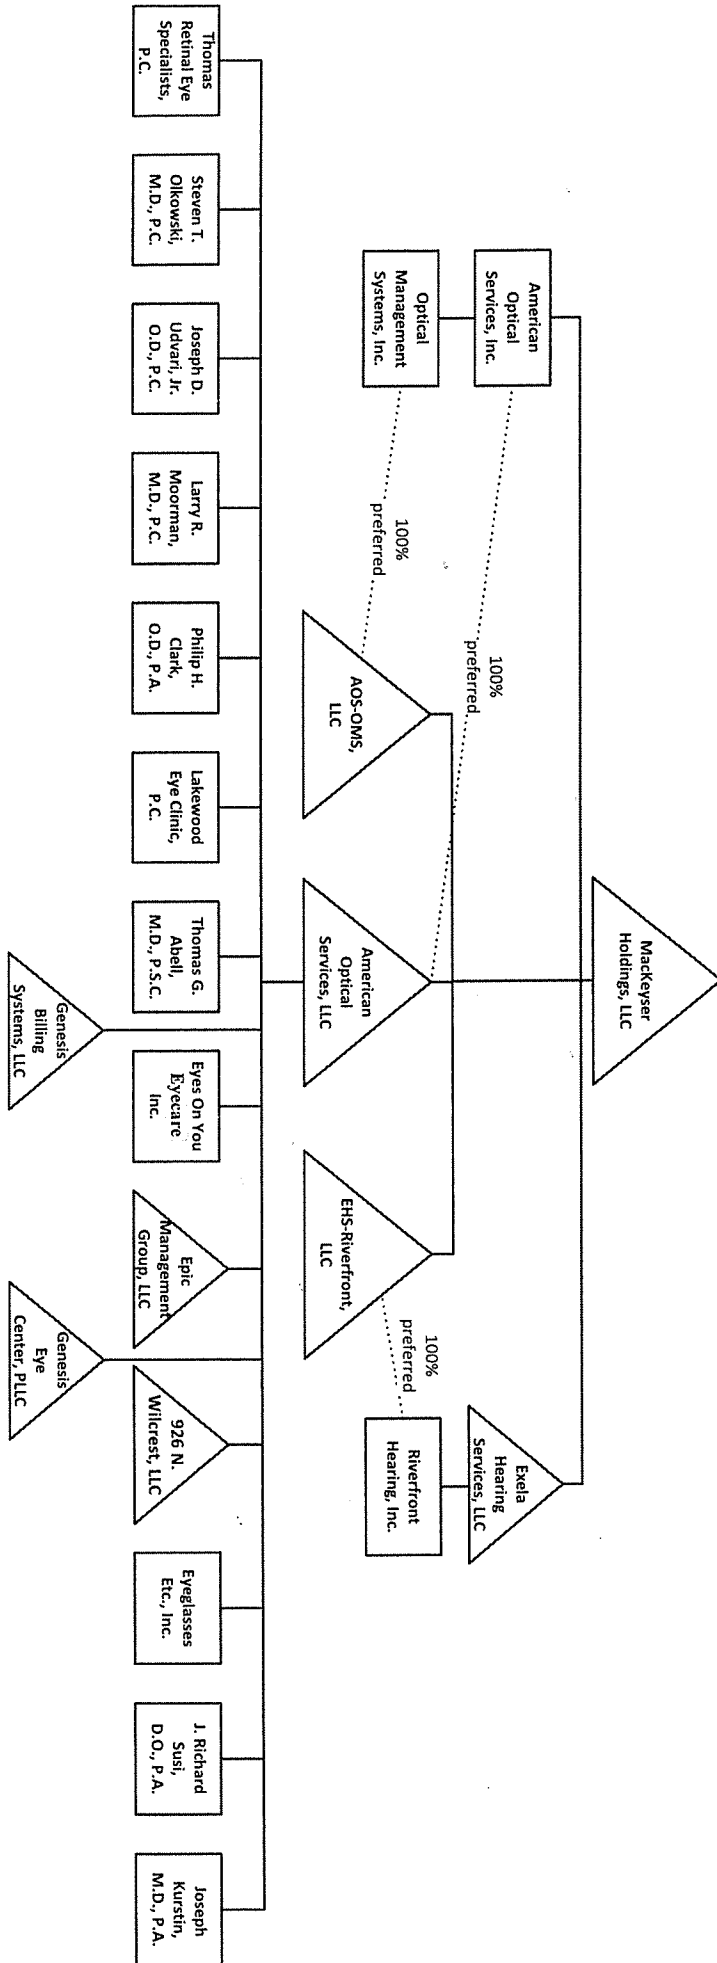 MacKeyser
Holdings, LLC
American
Optical
Services, Inc.
Optical
Management
Systems, Inc.
Exela
Hearing
Services, LLC
Riverfront
Hearing, Inc.
100%
preferred
100%
preferred
100%
preferred
AOS-OMS,
LLC
American
Optical
Services, LLC
EHS-Riverfront,
LLC
Thomas
Retinal Eye
Specialists,
P.C.
Steven T.
Olkowski,
M.D., P.C.
Joseph D.
Udvari, Jr.
O.D., P.C.
Larry R.
Moorman,
M.D., P.C.
Philip H.
Clark,
O.D., P.A.
Lakewood
Eye Clinic,
P.C.
Thomas G.
Abell,
M.D., P.S.C.
Eyes On You
Eyecare
Inc.
Epic
Management
Group, LLC
926 N.
Wilcrest, LLC
Eyeglasses
Etc., Inc.
J. Richard
Susi,
D.O., P.A.
Joseph
Kurstin,
M.D., P.A.
Genesis
Billing
Systems, LLC
Genesis
Eye
Center, PLLC